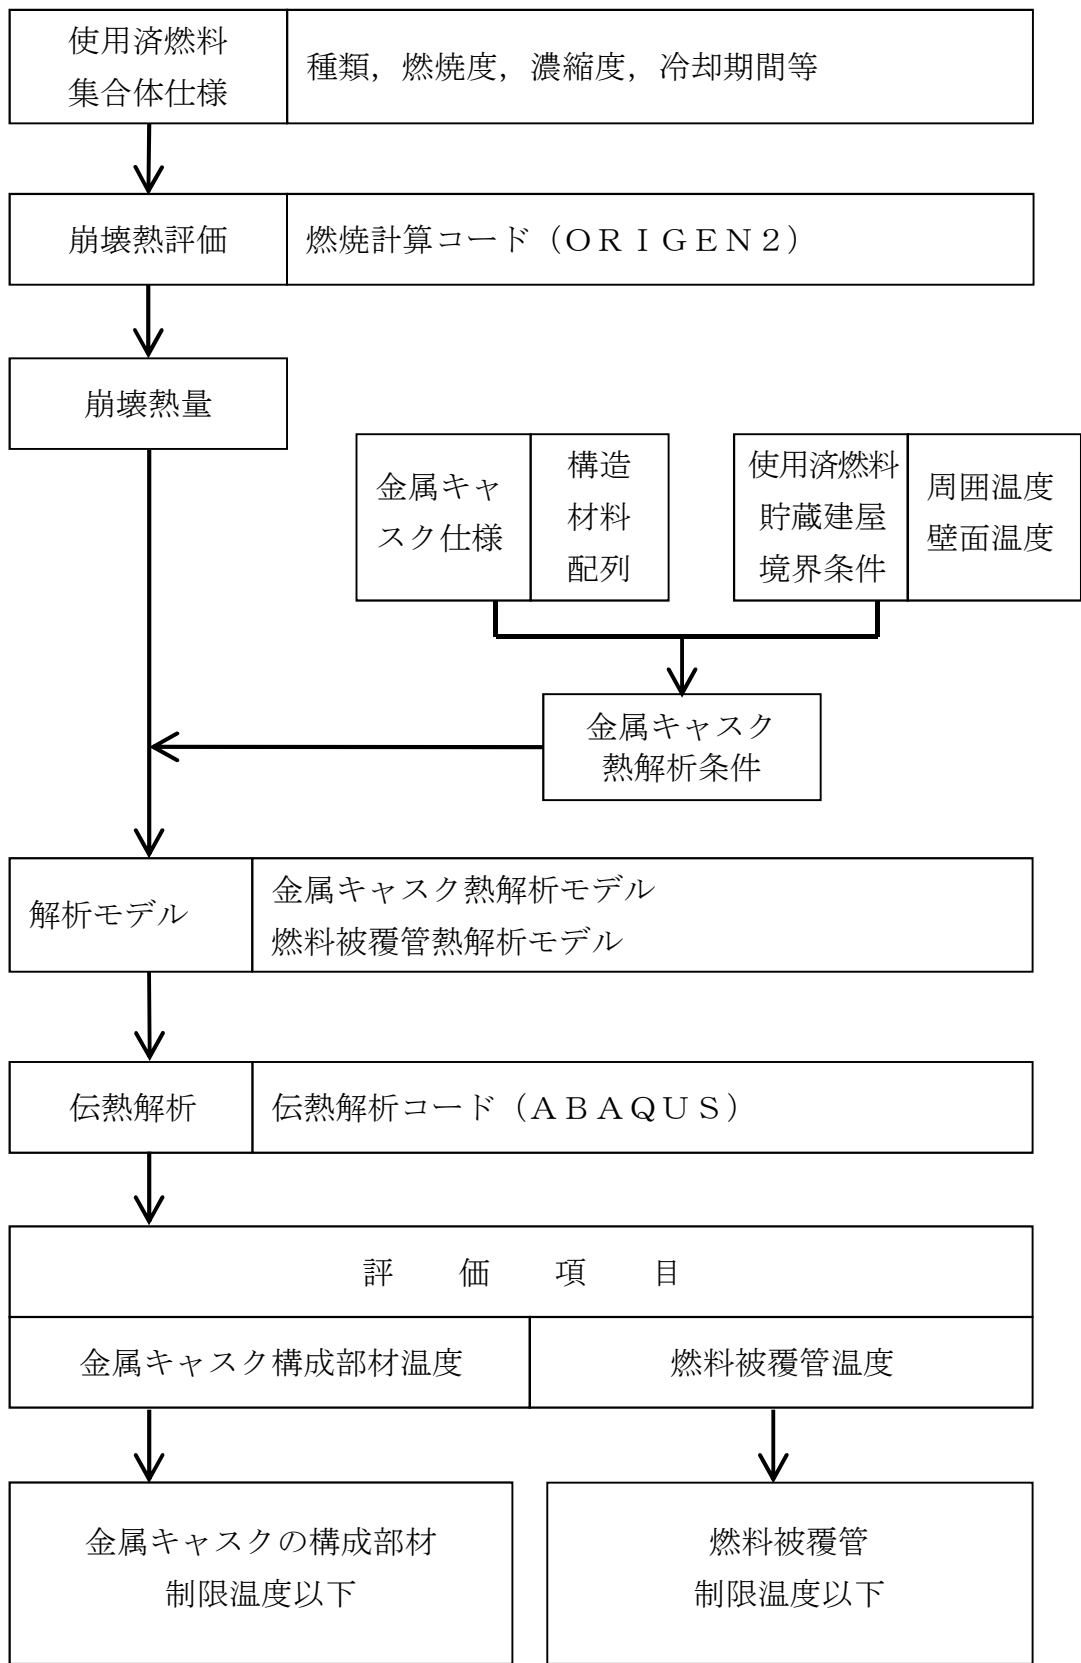 使用済燃料
集合体仕様
種類，燃焼度，濃縮度，冷却期間等
崩壊熱評価
燃焼計算コード（ＯＲＩＧＥＮ２）
崩壊熱量
金属キャ
スク仕様
構造
材料
配列
使用済燃料
貯蔵建屋
境界条件
周囲温度
壁面温度
金属キャスク
熱解析条件
解析モデル
金属キャスク熱解析モデル
燃料被覆管熱解析モデル
伝熱解析
伝熱解析コード（ＡＢＡＱＵＳ）
評　価　項　目
金属キャスク構成部材温度
燃料被覆管温度
金属キャスクの構成部材
制限温度以下
燃料被覆管
制限温度以下